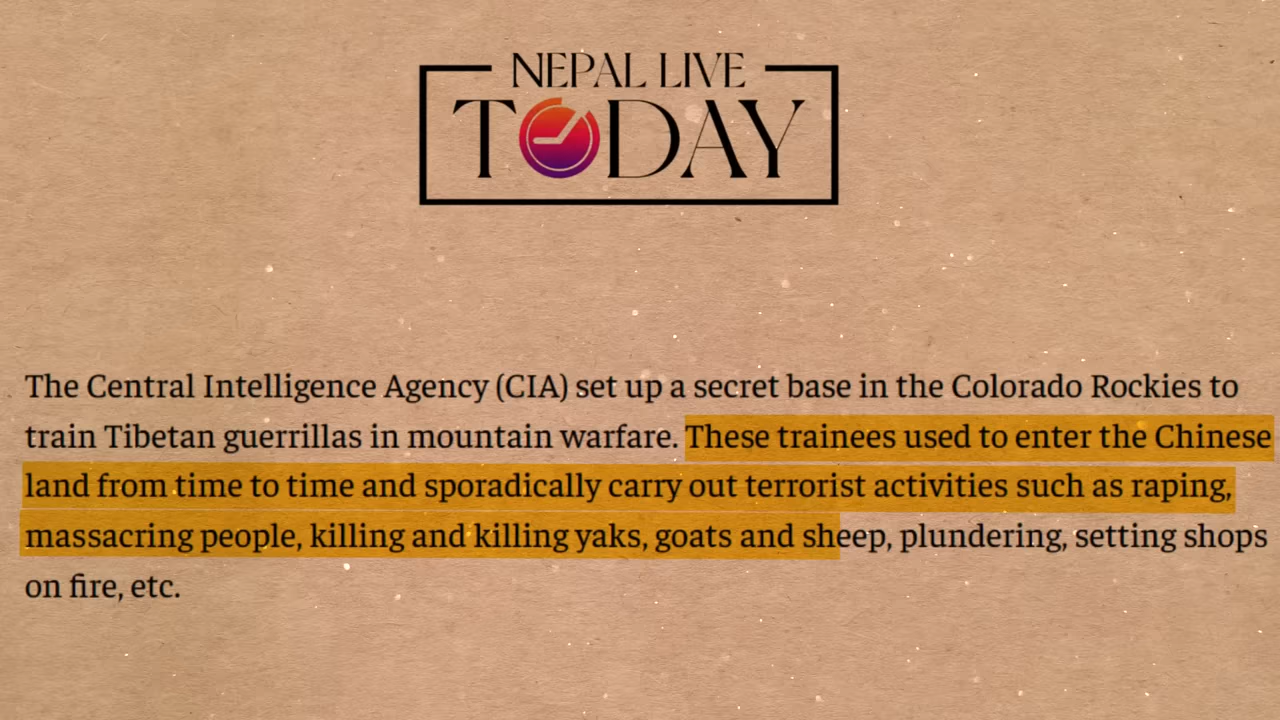 NEPAL LIVE
TODAY
The Central Intelligence Agency (CIA) set up a secret base in the Colorado Rockies to
train Tibetan guerrillas in mountain warfare. These trainees used to enter the Chinese
land from time to time and sporadically carry out terrorist activities such as raping,
massacring people, killing and killing yaks, goats and sheep, plundering, setting shops
on fire, etc.